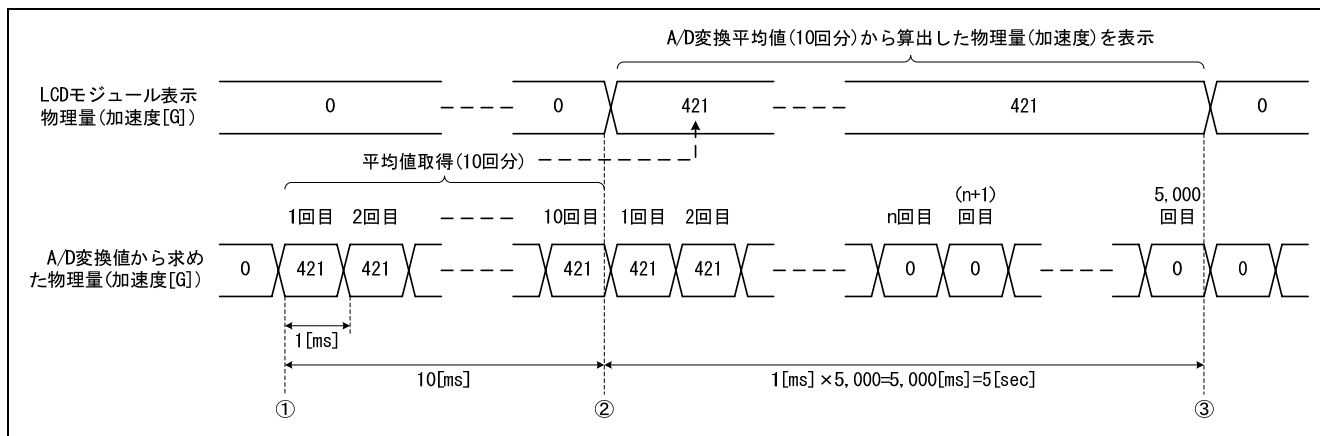 A/D変換平均値(10回分)から算出した物理量(加速度)を表示
LCDモジュール表示
物理量(加速度[G])
0
0
421
421
0
平均値取得(10回分)
1回目
2回目
10回目
1回目
2回目
n回目
(n+1)
回目
5,000
回目
A/D変換値から求め
た物理量(加速度[G])
0
421
421
421
421
421
0
0
0
0
1[ms]
10[ms]
1[ms]×5,000=5,000[ms]=5[sec]
①
②
③